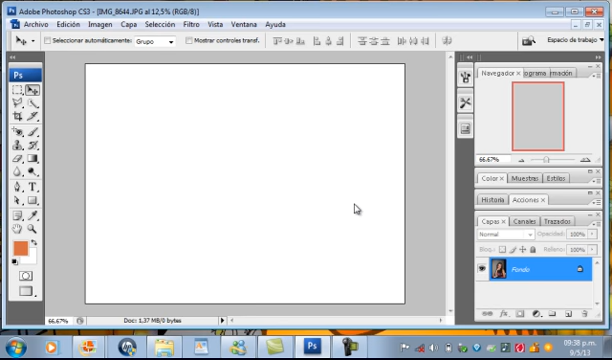 Adobe Photoshop CS3 - [IMG_8644.JPG al 12,5% (RGB/8)]
Archivo Edición Imagen Capa Selección Filtro Vista Ventana Ayuda
Seleccionar automáticamente: Grupo Mostrar controles transf. Espacio de trabajo
Ps
Navegador
66.67%
Color Muestras Estilos
Historia Acciones
Capas Canales Trazados
Normal Opacidad: 100%
Bloq.: Relleno: 100%
Fondo
66,67% Doc: 1,37 MB/0 bytes
Ps
09:38 p.m.
9/5/13